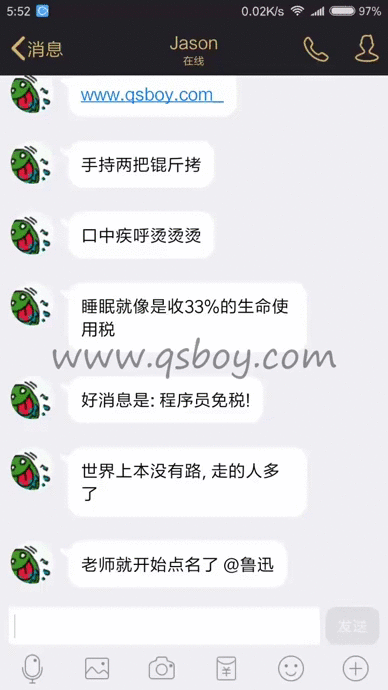 5:52
0.02K/s
97%
消息
Jason
在线
www.qsboy.com_
手持两把锟斤拷
口中疾呼烫烫烫
睡眠就像是收33%的生命使
用税
www.qsboy.com
好消息是: 程序员免税!
世界上本没有路, 走的人多
了
老师就开始点名了 @鲁迅
发送